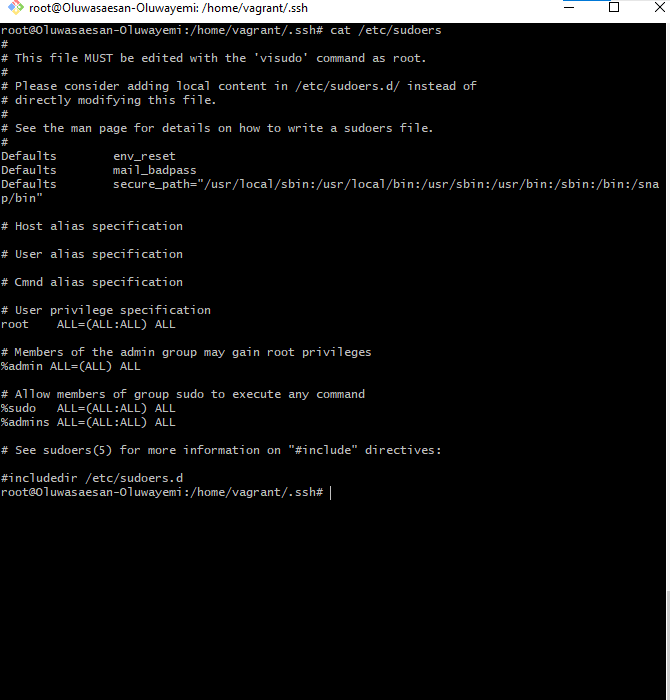 root@Oluwasaesan-Oluwayemi: /home/vagrant/.ssh
root@Oluwasaesan-Oluwayemi:/home/vagrant/.ssh# cat /etc/sudoers
#
# This file MUST be edited with the 'visudo' command as root.
#
# Please consider adding local content in /etc/sudoers.d/ instead of
# directly modifying this file.
#
# See the man page for details on how to write a sudoers file.
#
Defaults        env_reset
Defaults        mail_badpass
Defaults        secure_path="/usr/local/sbin:/usr/local/bin:/usr/sbin:/usr/bin:/sbin:/bin:/sna
p/bin"

# Host alias specification

# User alias specification

# Cmnd alias specification

# User privilege specification
root    ALL=(ALL:ALL) ALL

# Members of the admin group may gain root privileges
%admin ALL=(ALL) ALL

# Allow members of group sudo to execute any command
%sudo   ALL=(ALL:ALL) ALL
%admins ALL=(ALL:ALL) ALL

# See sudoers(5) for more information on "#include" directives:

#includedir /etc/sudoers.d
root@Oluwasaesan-Oluwayemi:/home/vagrant/.ssh#